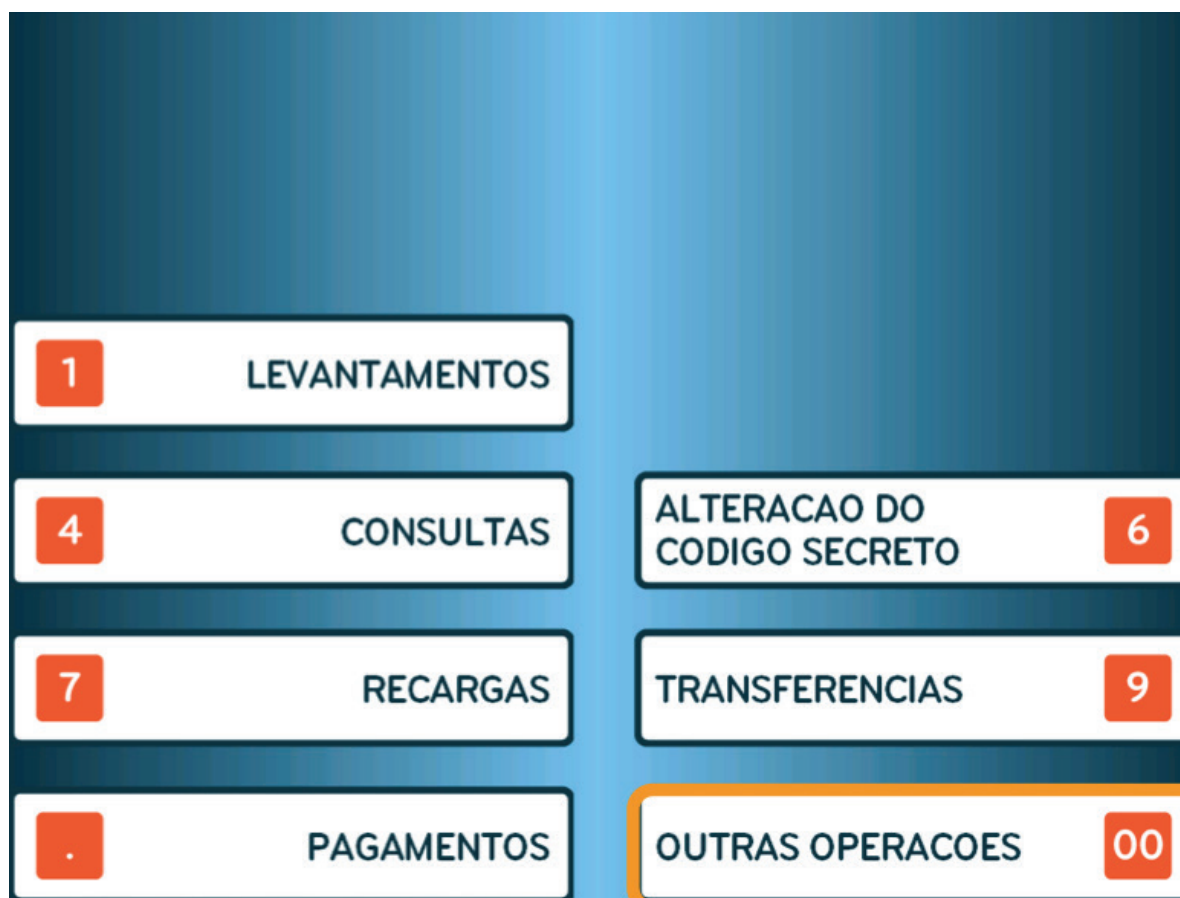 1 LEVANTAMENTOS
4 CONSULTAS
ALTERACAO DO
CODIGO SECRETO 6
7 RECARGAS
TRANSFERENCIAS 9
. PAGAMENTOS
OUTRAS OPERACOES 00